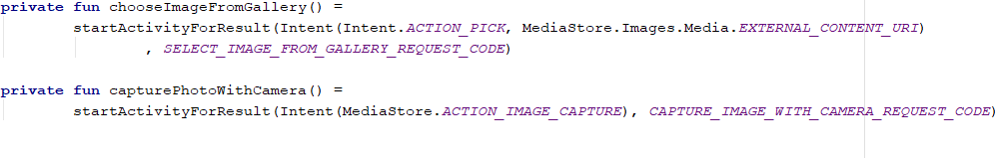 private fun chooseImageFromGallery() =
startActivityForResult(Intent(Intent.ACTION_PICK, MediaStore.Images.Media.EXTERNAL_CONTENT_URI)
, SELECT_IMAGE_FROM_GALLERY_REQUEST_CODE)
private fun capturePhotoWithCamera() =
startActivityForResult(Intent(MediaStore.ACTION_IMAGE_CAPTURE), CAPTURE_IMAGE_WITH_CAMERA_REQUEST_CODE)